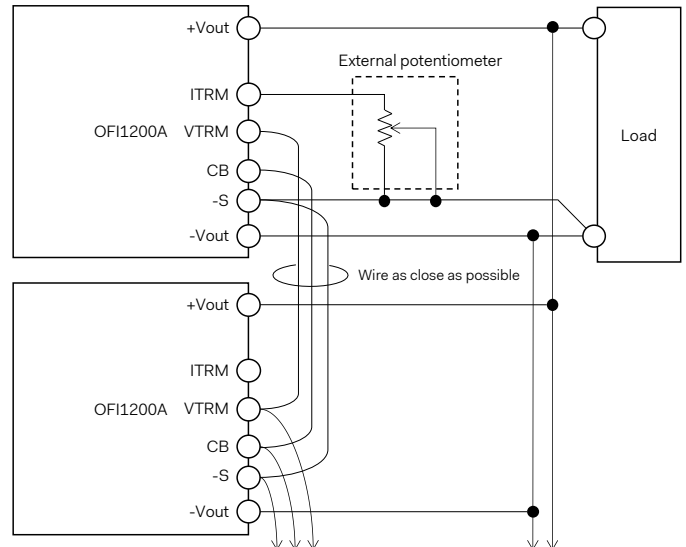 +Vout
External potentiometer
ITRM
OFI1200A VTRM
Load
CB
-S
-Vout
Wire as close as possible
+Vout
ITRM
OFI1200A VTRM
CB
-S
-Vout